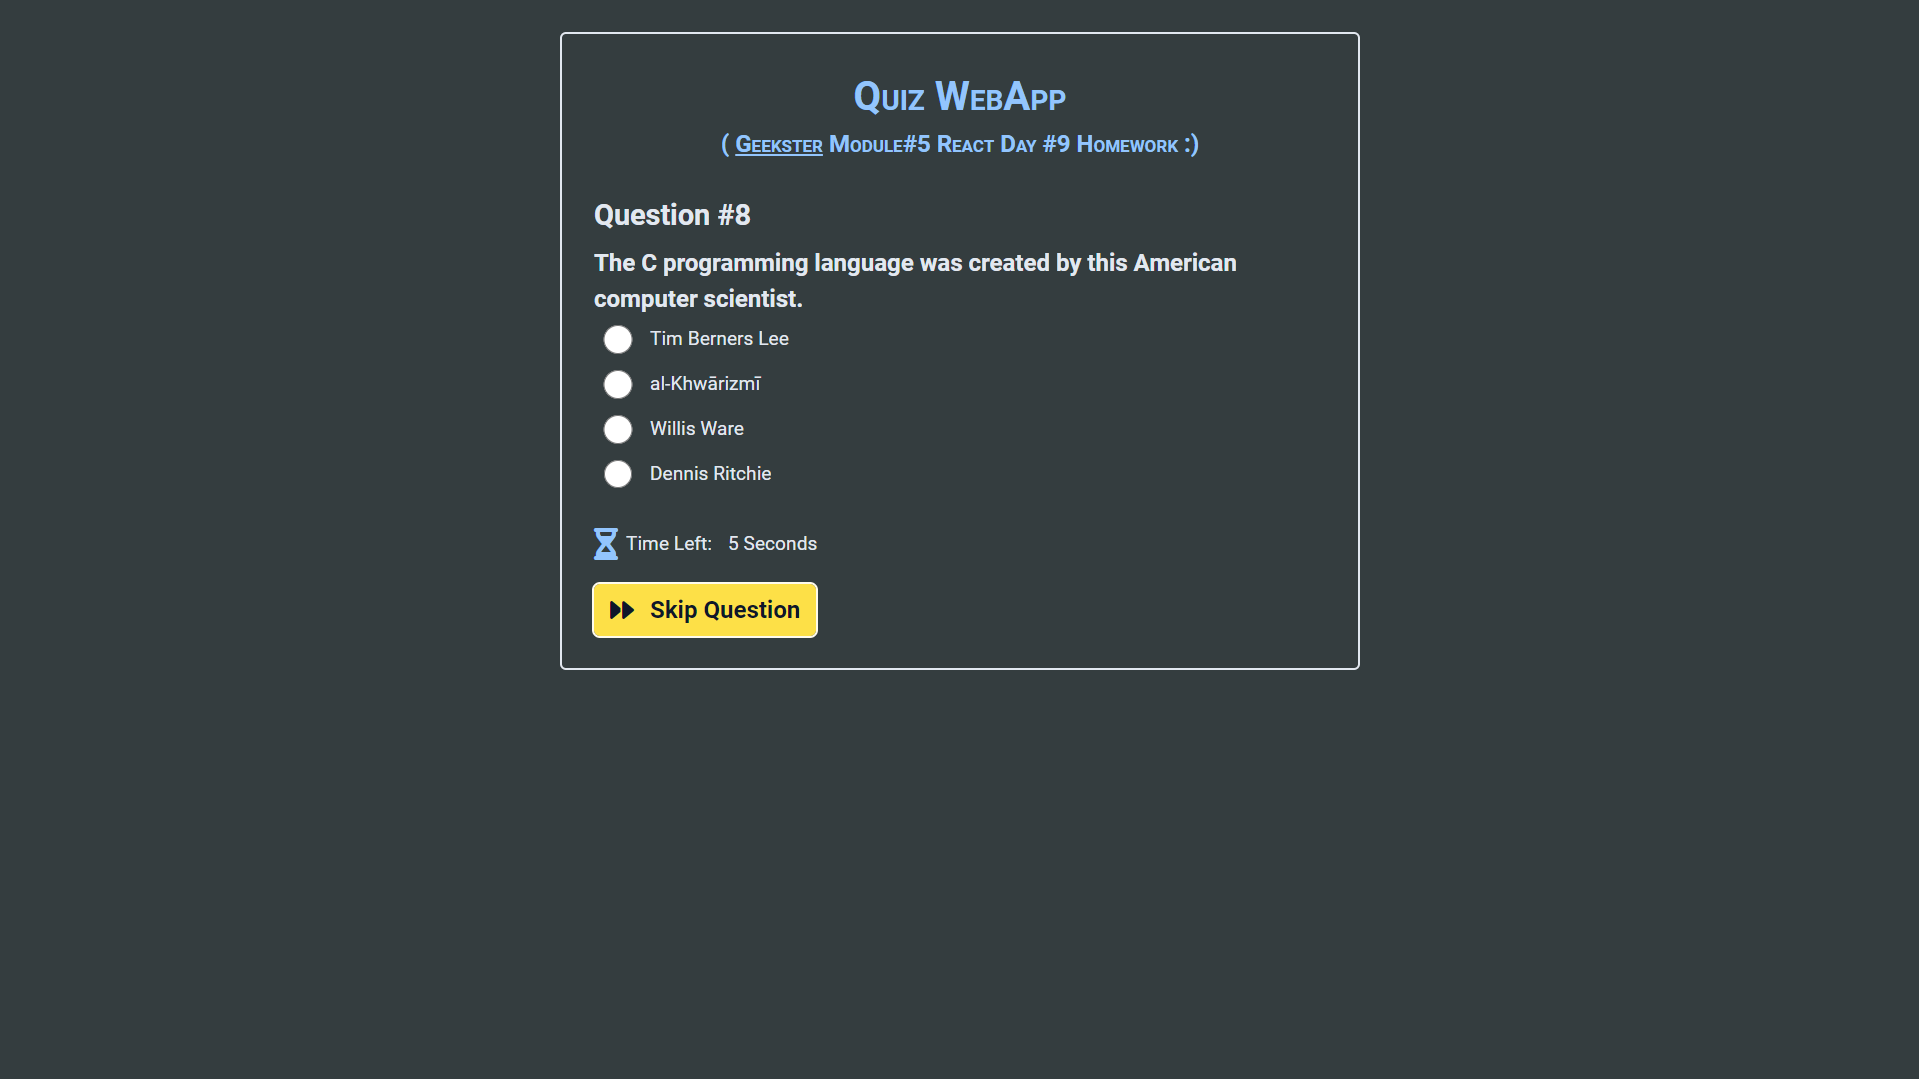 Quiz WebApp
( Geekster Module#5 React Day #9 Homework :)
Question #8
The C programming language was created by this American
computer scientist.
Tim Berners Lee
al-Khwārizmī
Willis Ware
Dennis Ritchie
Time Left: 5 Seconds
Skip Question